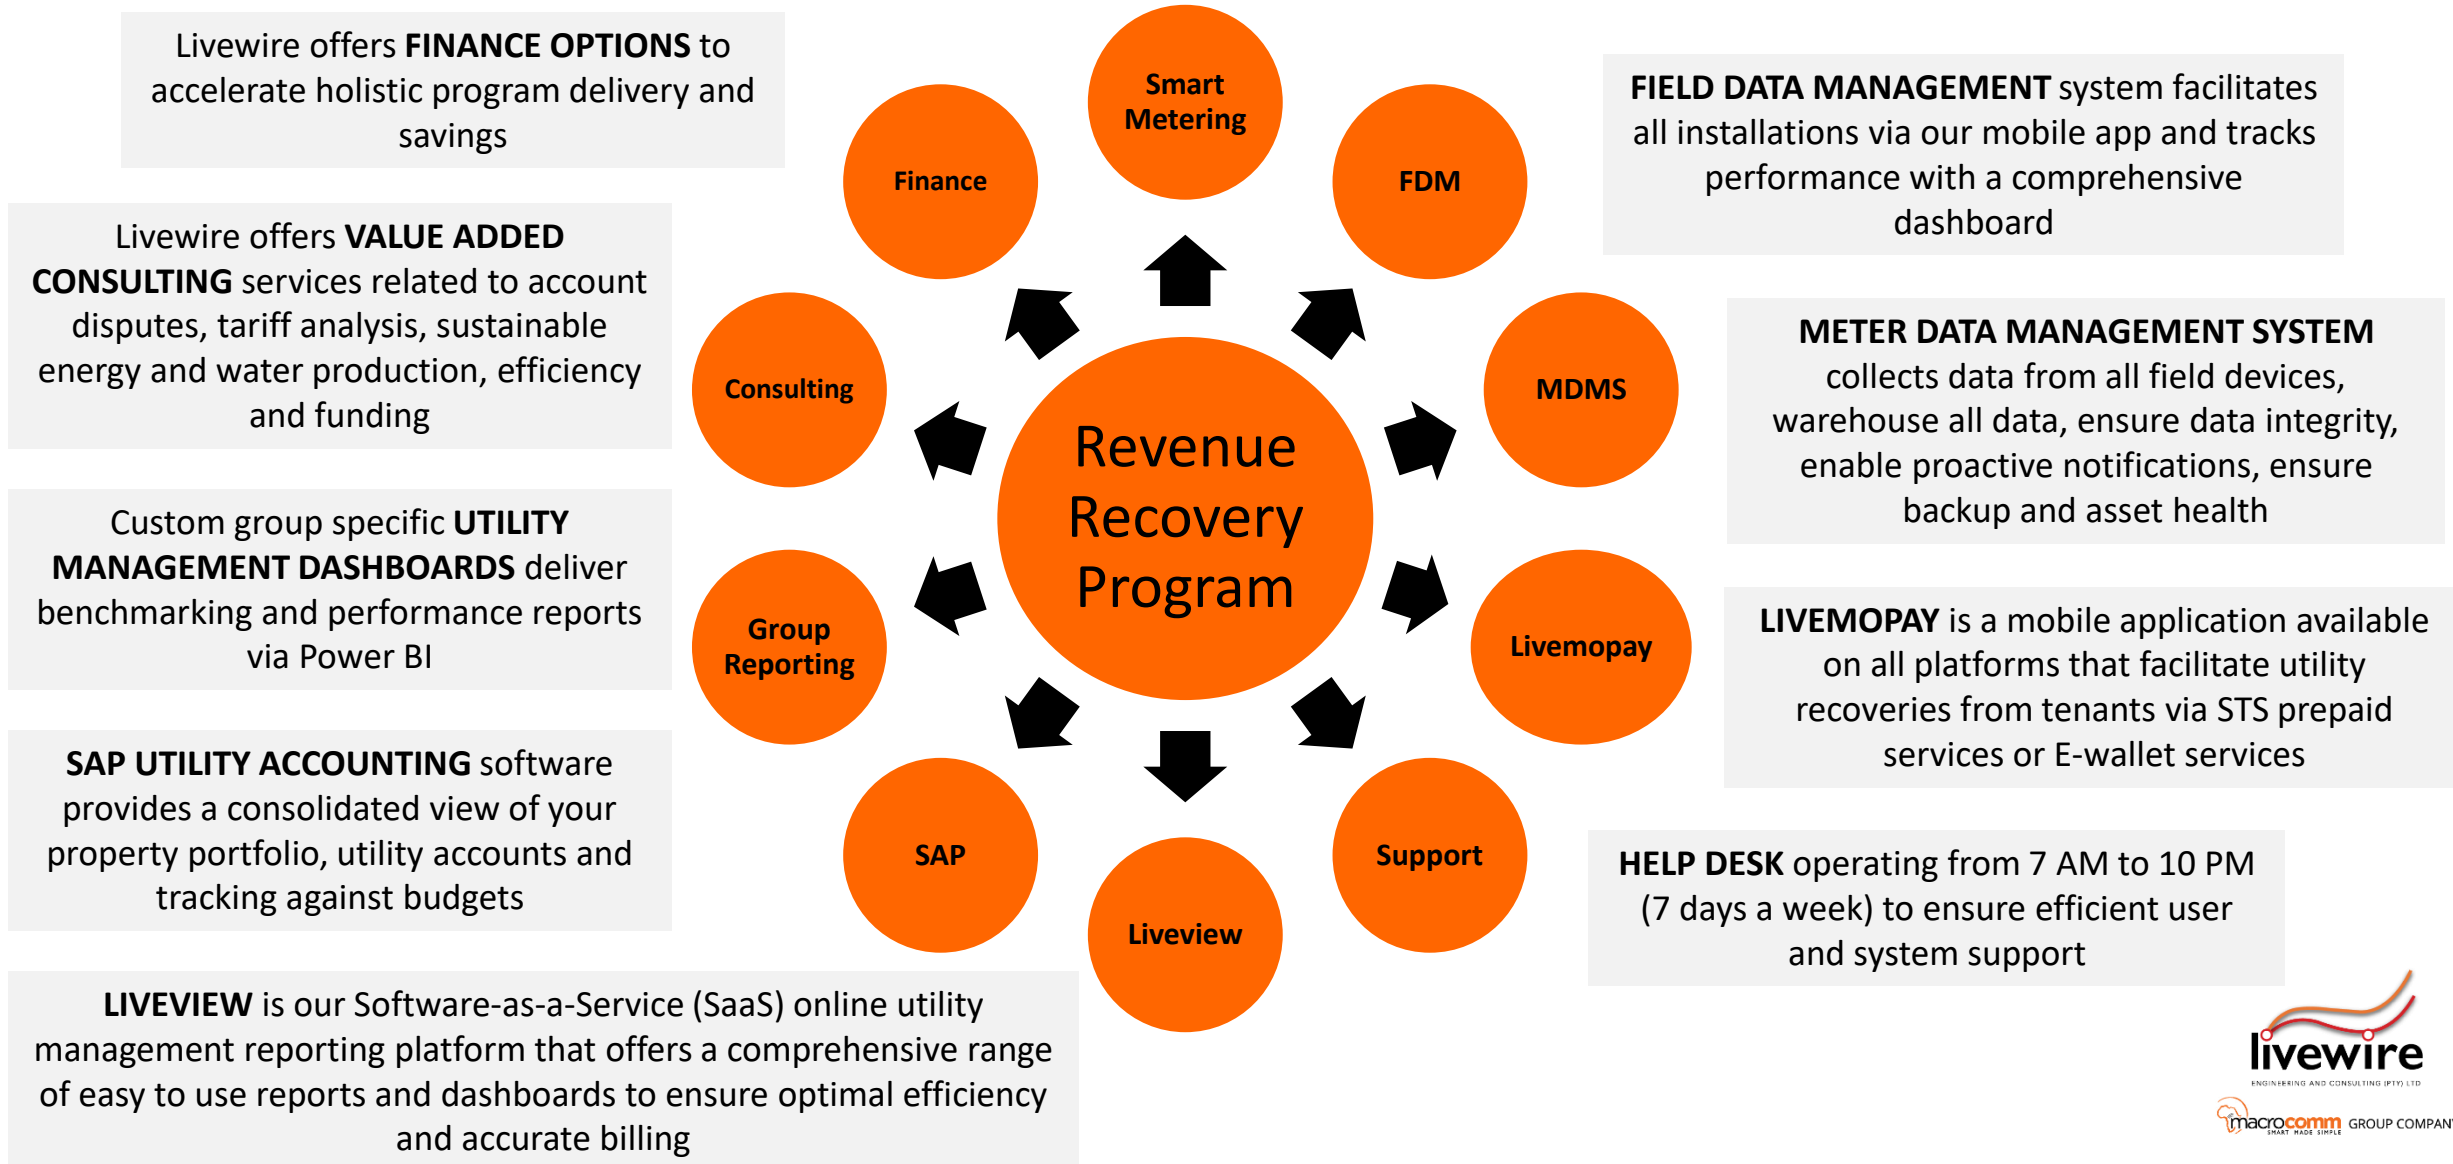 Livewire offers FINANCE OPTIONS to
accelerate holistic program delivery and
savings
Livewire offers VALUE ADDED
CONSULTING services related to account
disputes, tariff analysis, sustainable
energy and water production, efficiency
and funding
Custom group specific UTILITY
MANAGEMENT DASHBOARDS deliver
benchmarking and performance reports
via Power BI
SAP UTILITY ACCOUNTING software
provides a consolidated view of your
property portfolio, utility accounts and
tracking against budgets
LIVEVIEW is our Software-as-a-Service (SaaS) online utility
management reporting platform that offers a comprehensive range
of easy to use reports and dashboards to ensure optimal efficiency
and accurate billing
Revenue
Recovery
Program
Smart
Metering
FDM
MDMS
Livemopay
Support
Liveview
SAP
Group
Reporting
Consulting
Finance
FIELD DATA MANAGEMENT system facilitates
all installations via our mobile app and tracks
performance with a comprehensive
dashboard
METER DATA MANAGEMENT SYSTEM
collects data from all field devices,
warehouse all data, ensure data integrity,
enable proactive notifications, ensure
backup and asset health
LIVEMOPAY is a mobile application available
on all platforms that facilitate utility
recoveries from tenants via STS prepaid
services or E-wallet services
HELP DESK operating from 7 AM to 10 PM
(7 days a week) to ensure efficient user
and system support
livewire
ENGINEERING AND CONSULTING (PTY) LTD
macrocomm GROUP COMPAN
SMART MADE SIMPLE